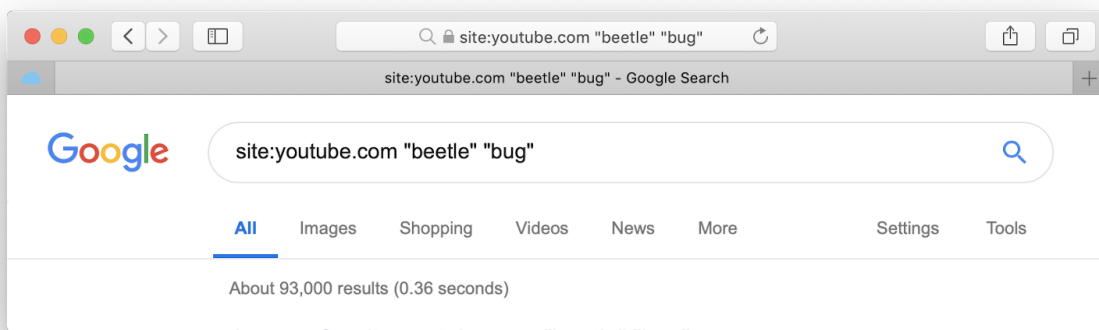 site:youtube.com "beetle" "bug"
site:youtube.com "beetle" "bug" - Google Search
Google
site:youtube.com "beetle" "bug"
All Images Shopping Videos News More Settings Tools
About 93,000 results (0.36 seconds)